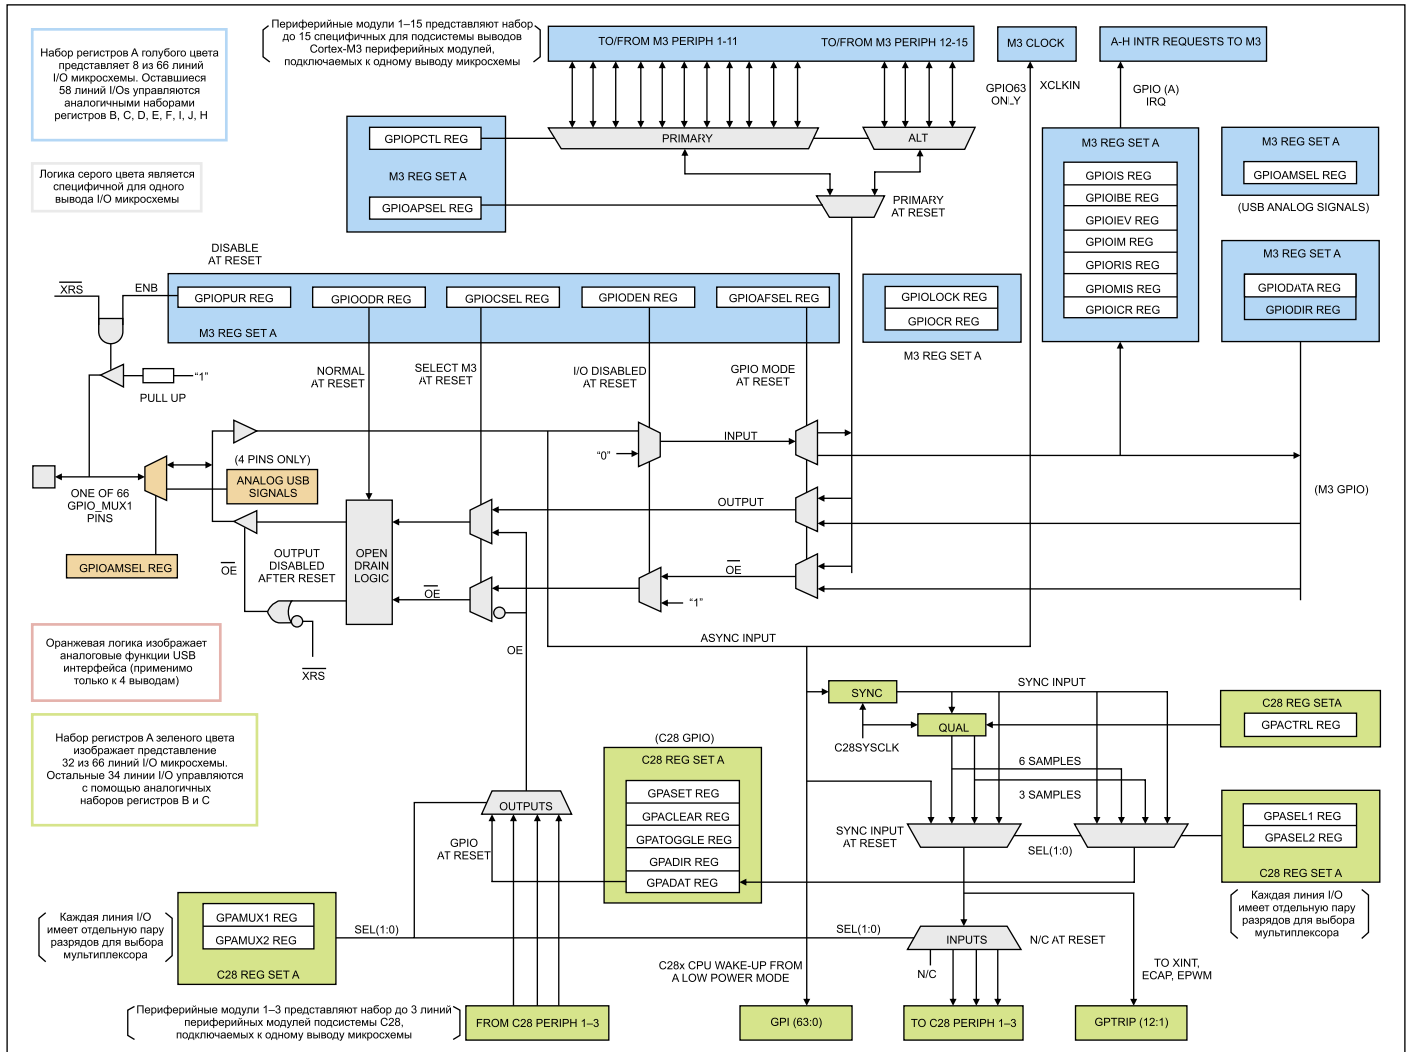 Периферийные модули 1–15 представляют набор
до 15 специфичных для подсистемы выводов
Cortex-M3 периферийных модулей,
подключаемых к одному выводу микросхемы
TO/FROM M3 PERIPH 1-11
TO/FROM M3 PERIPH 12-15
M3 CLOCK
A-H INTR REQUESTS TO M3
Набор регистров А голубого цвета
представляет 8 из 66 линий
I/O микросхемы. Оставшиеся
58 линий I/Os управляются
аналогичными наборами
регистров B, C, D, E, F, I, J, H
GPIO63
ONLY
XCLKIN
GPIO (A)
IRQ
GPIOPCTL REG
PRIMARY
ALT
M3 REG SET A
GPIOAPSEL REG
PRIMARY
AT RESET
M3 REG SET A
GPIOIS REG
GPIOIBE REG
GPIOIEV REG
GPIOIM REG
GPIORIS REG
GPIOMIS REG
GPIOICR REG
M3 REG SET A
GPIOAMSEL REG
(USB ANALOG SIGNALS)
Логика серого цвета является
специфичной для одного
вывода I/O микросхемы
DISABLE
AT RESET
M3 REG SET A
GPIODATA REG
GPIODIR REG
XRS
ENB
GPIOPUR REG
GPIOODR REG
GPIOCSEL REG
GPIODEN REG
GPIOAFSEL REG
M3 REG SET A
GPIOLOCK REG
GPIOCR REG
M3 REG SET A
“1”
PULL UP
NORMAL
AT RESET
SELECT M3
AT RESET
I/O DISABLED
AT RESET
GPIO MODE
AT RESET
“0”
INPUT
(4 PINS ONLY)
ANALOG USB
SIGNALS
ONE OF 66
GPIO_MUX1
PINS
OUTPUT
(M3 GPIO)
GPIOAMSEL REG
OE
OUTPUT
DISABLED
AFTER RESET
OPEN
DRAIN
LOGIC
OE
OE
“1”
XRS
OE
ASYNC INPUT
Оранжевая логика изображает
аналоговые функции USB
интерфейса (применимо
только к 4 выводам)
SYNC
SYNC INPUT
QUAL
C28SYSCLK
C28 REG SETA
GPACTRL REG
Набор регистров А зеленого цвета
изображает представление
32 из 66 линий I/O микросхемы.
Остальные 34 линии I/O управляются
с помощью аналогичных
наборов регистров B и C
(C28 GPIO)
C28 REG SET A
GPASET REG
GPACLEAR REG
GPATOGGLE REG
GPADIR REG
GPADAT REG
6 SAMPLES
3 SAMPLES
OUTPUTS
GPIO
AT RESET
SYNC INPUT
AT RESET
SEL(1:0)
GPASEL1 REG
GPASEL2 REG
C28 REG SET A
Каждая линия I/O
имеет отдельную пару
разрядов для выбора
мультиплексора
Каждая линия I/O
имеет отдельную пару
разрядов для выбора
мультиплексора
GPAMUX1 REG
GPAMUX2 REG
C28 REG SET A
SEL(1:0)
SEL(1:0)
INPUTS
N/C AT RESET
N/C
C28x CPU WAKE-UP FROM
A LOW POWER MODE
TO XINT,
ECAP, EPWM
Периферийные модули 1–3 представляют набор до 3 линий
периферийных модулей подсистемы C28,
подключаемых к одному выводу микросхемы
FROM C28 PERIPH 1–3
GPI (63:0)
TO C28 PERIPH 1–3
GPTRIP (12:1)